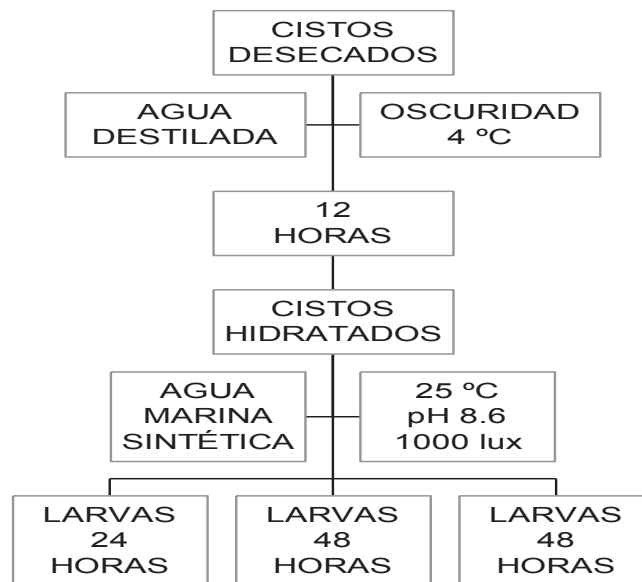 CISTOS
DESECADOS
AGUA
DESTILADA
OSCURIDAD
4 ºC
12
HORAS
CISTOS
HIDRATADOS
AGUA
MARINA
SINTÉTICA
25 ºC
pH 8.6
1000 lux
LARVAS
24
HORAS
LARVAS
48
HORAS
LARVAS
48
HORAS